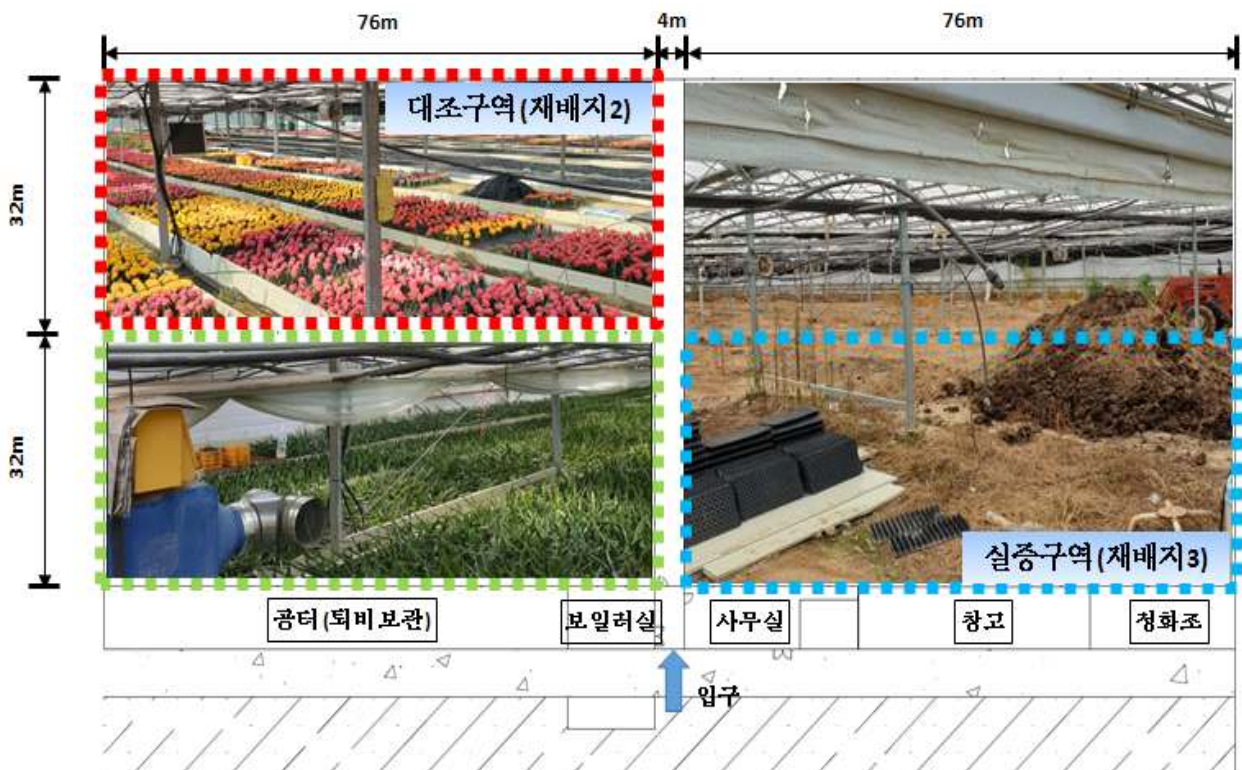 76m
4m
76m
32m
대조구역(재배지2)
32m
실증구역(재배지3)
공터(퇴비보관)
보일러실
사무실
창고
정화조
입구